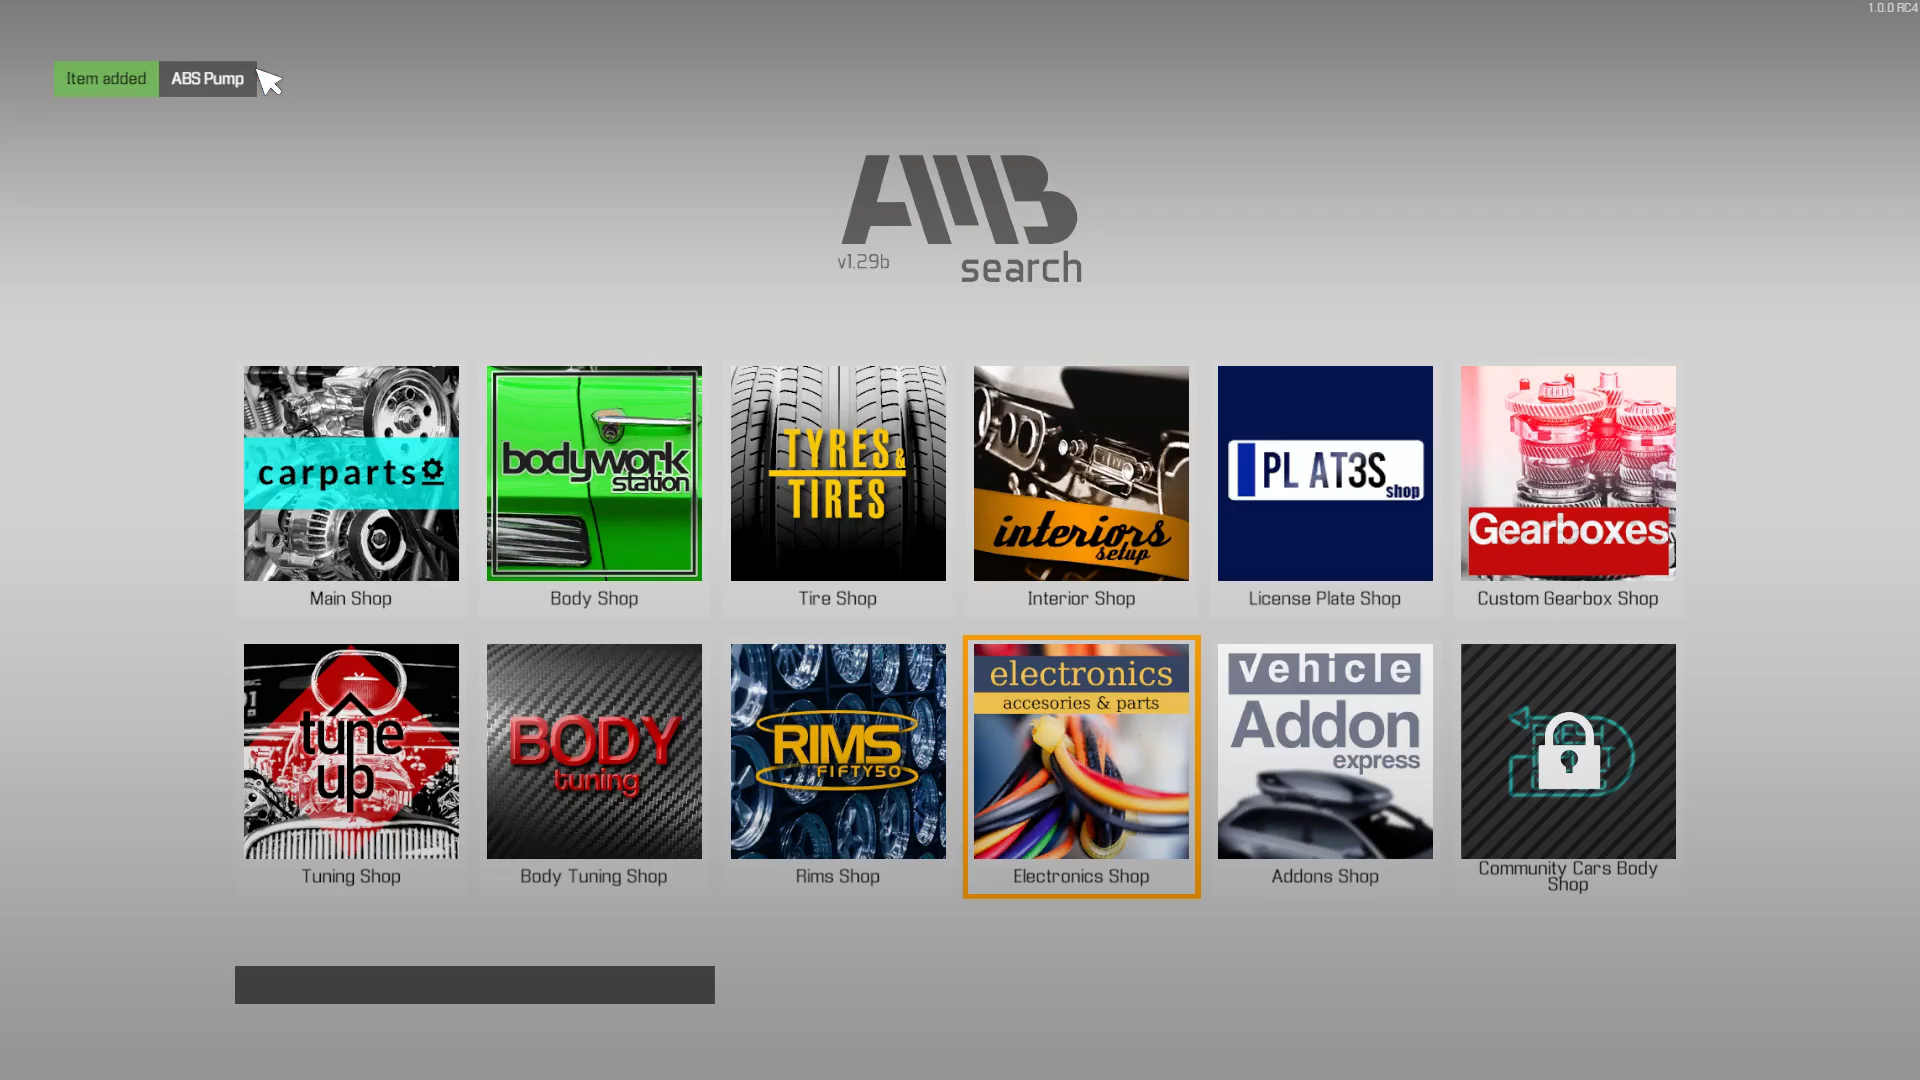 1.0.0 RC4
Item added ABS Pump
AMB
v1.29b
search
carparts
bodywork
station
TYRES &
TIRES
interiors
setup
PL AT3S
shop
Gearboxes
Main Shop
Body Shop
Tire Shop
Interior Shop
License Plate Shop
Custom Gearbox Shop
tune
up
BODY
tuning
RIMS
FIFTY50
electronics
accesories & parts
vehicle
Addon
express
Tuning Shop
Body Tuning Shop
Rims Shop
Electronics Shop
Addons Shop
Community Cars Body
Shop